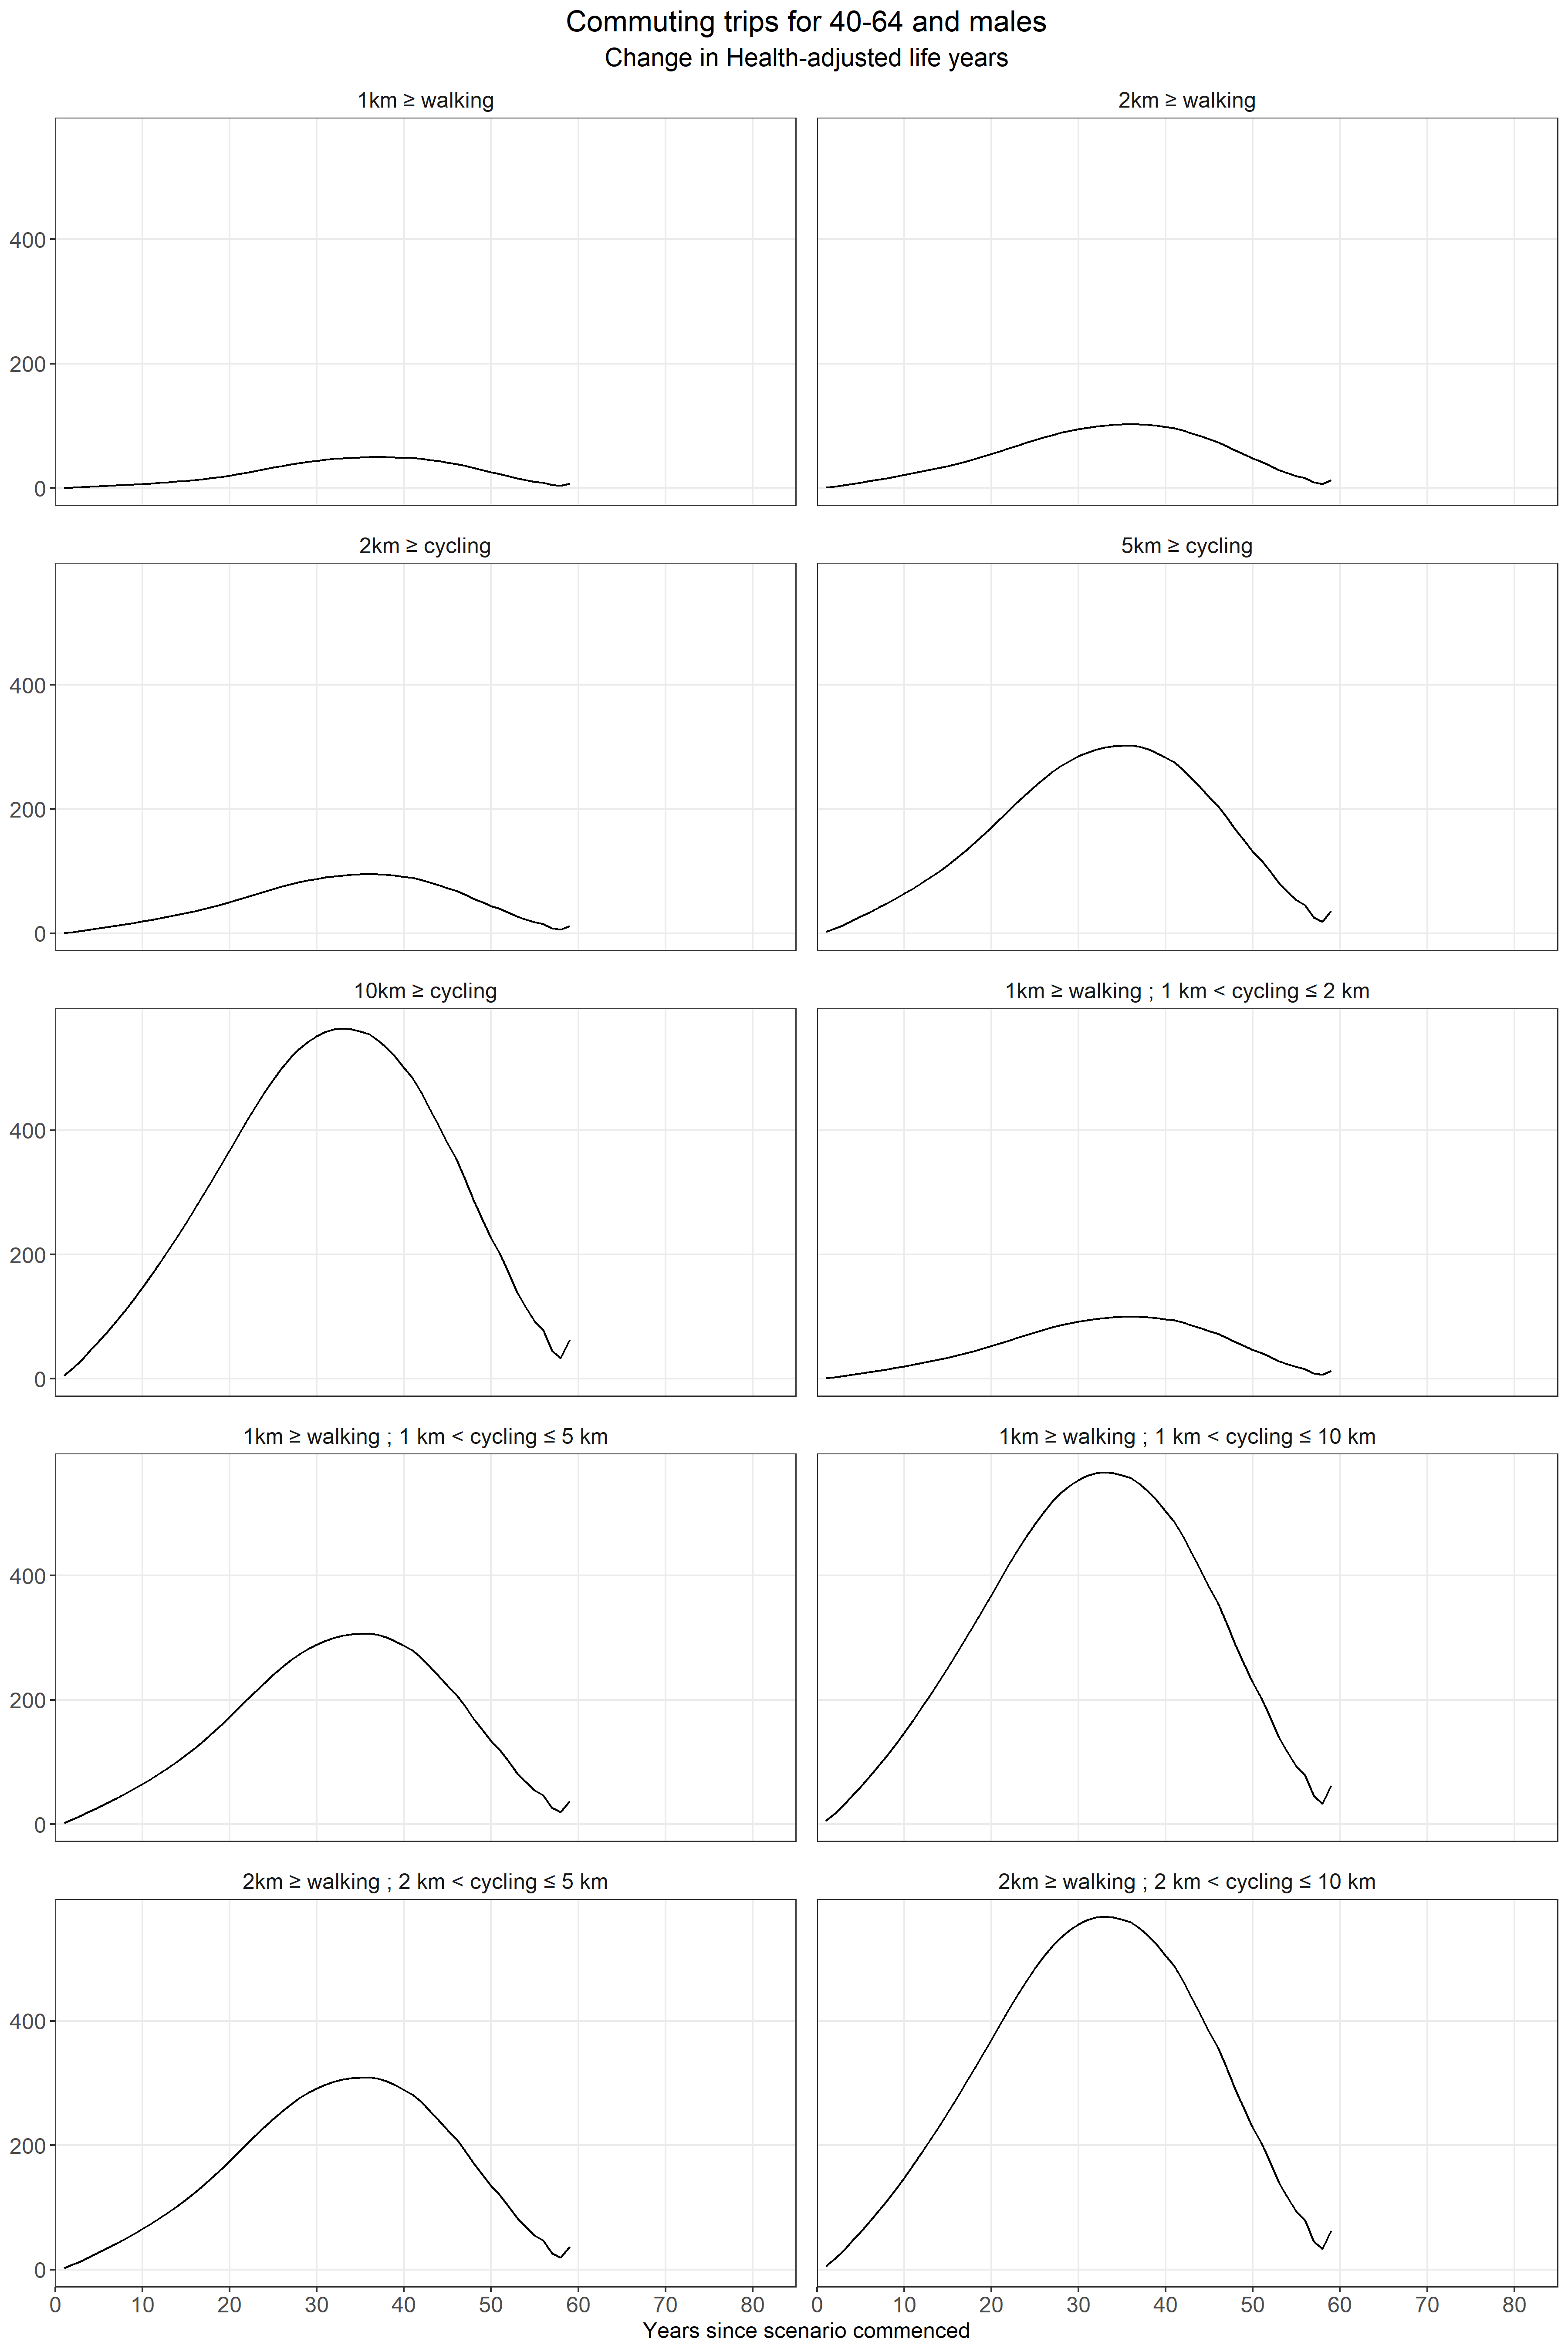 Commuting trips for 40-64 and males
Change in Health-adjusted life years
1km ≥ walking
2km ≥ walking
400
200
0
2km ≥ cycling
5km ≥ cycling
400
200
0
10km ≥ cycling
1km ≥ walking ; 1 km < cycling ≤ 2 km
400
200
0
1km ≥ walking ; 1 km < cycling ≤ 5 km
1km ≥ walking ; 1 km < cycling ≤ 10 km
400
200
0
2km ≥ walking ; 2 km < cycling ≤ 5 km
2km ≥ walking ; 2 km < cycling ≤ 10 km
400
200
0
0 10 20 30 40 50 60 70 80
0 10 20 30 40 50 60 70 80
Years since scenario commenced